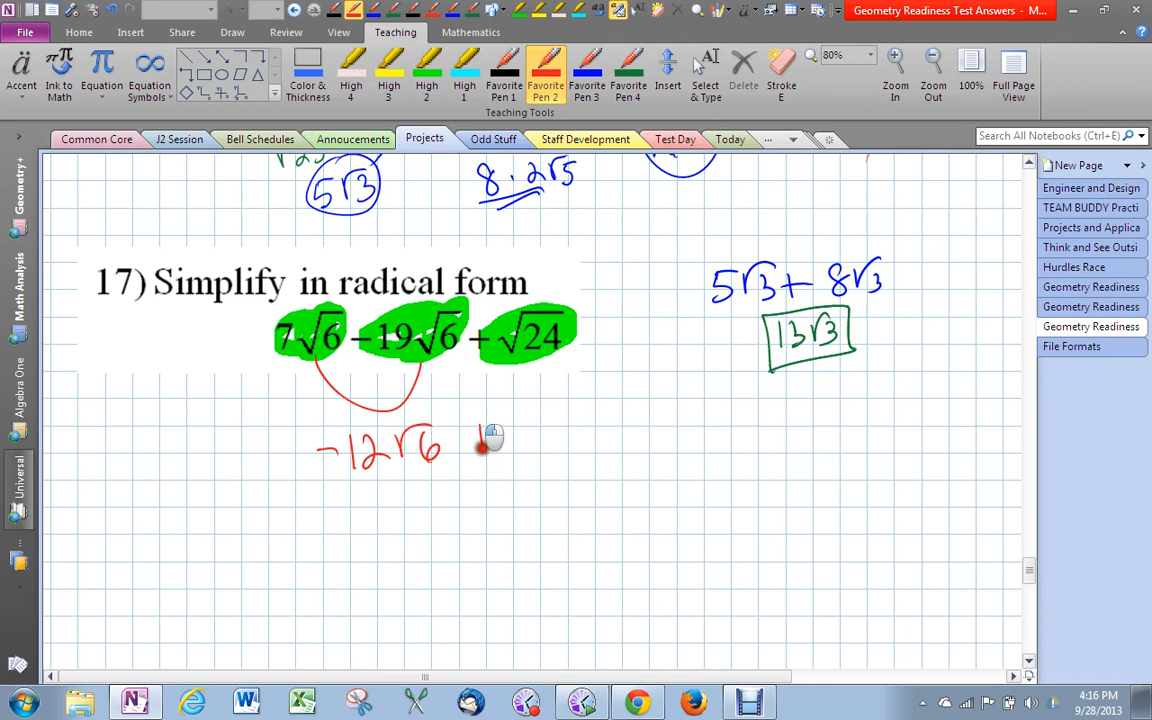 Geometry Readiness Test Answers - M...
File Home Insert Share Draw Review View Teaching Mathematics
ä π π ∞ 80%
Accent Ink to Math Equation Equation Symbols Color & Thickness High 4 High 3 High 2 High 1 Favorite Pen 1 Favorite Pen 2 Favorite Pen 3 Favorite Pen 4 Insert Select & Type Delete Stroke E Zoom In Zoom Out 100% Full Page View
Teaching Tools
Common Core J2 Session Bell Schedules Annoucements Projects Odd Stuff Staff Development Test Day Today ... Search All Notebooks (Ctrl+E)
Geometry+
Math Analysis
Algebra One
Universal
5√3 8 · 2√5
17) Simplify in radical form
7√6 − 19√6 + √24
-12√6
5√3 + 8√3
13√3
New Page
Engineer and Design
TEAM BUDDY Practi
Projects and Applica
Think and See Outsi
Hurdles Race
Geometry Readiness
Geometry Readiness
Geometry Readiness
File Formats
4:16 PM
9/28/2013